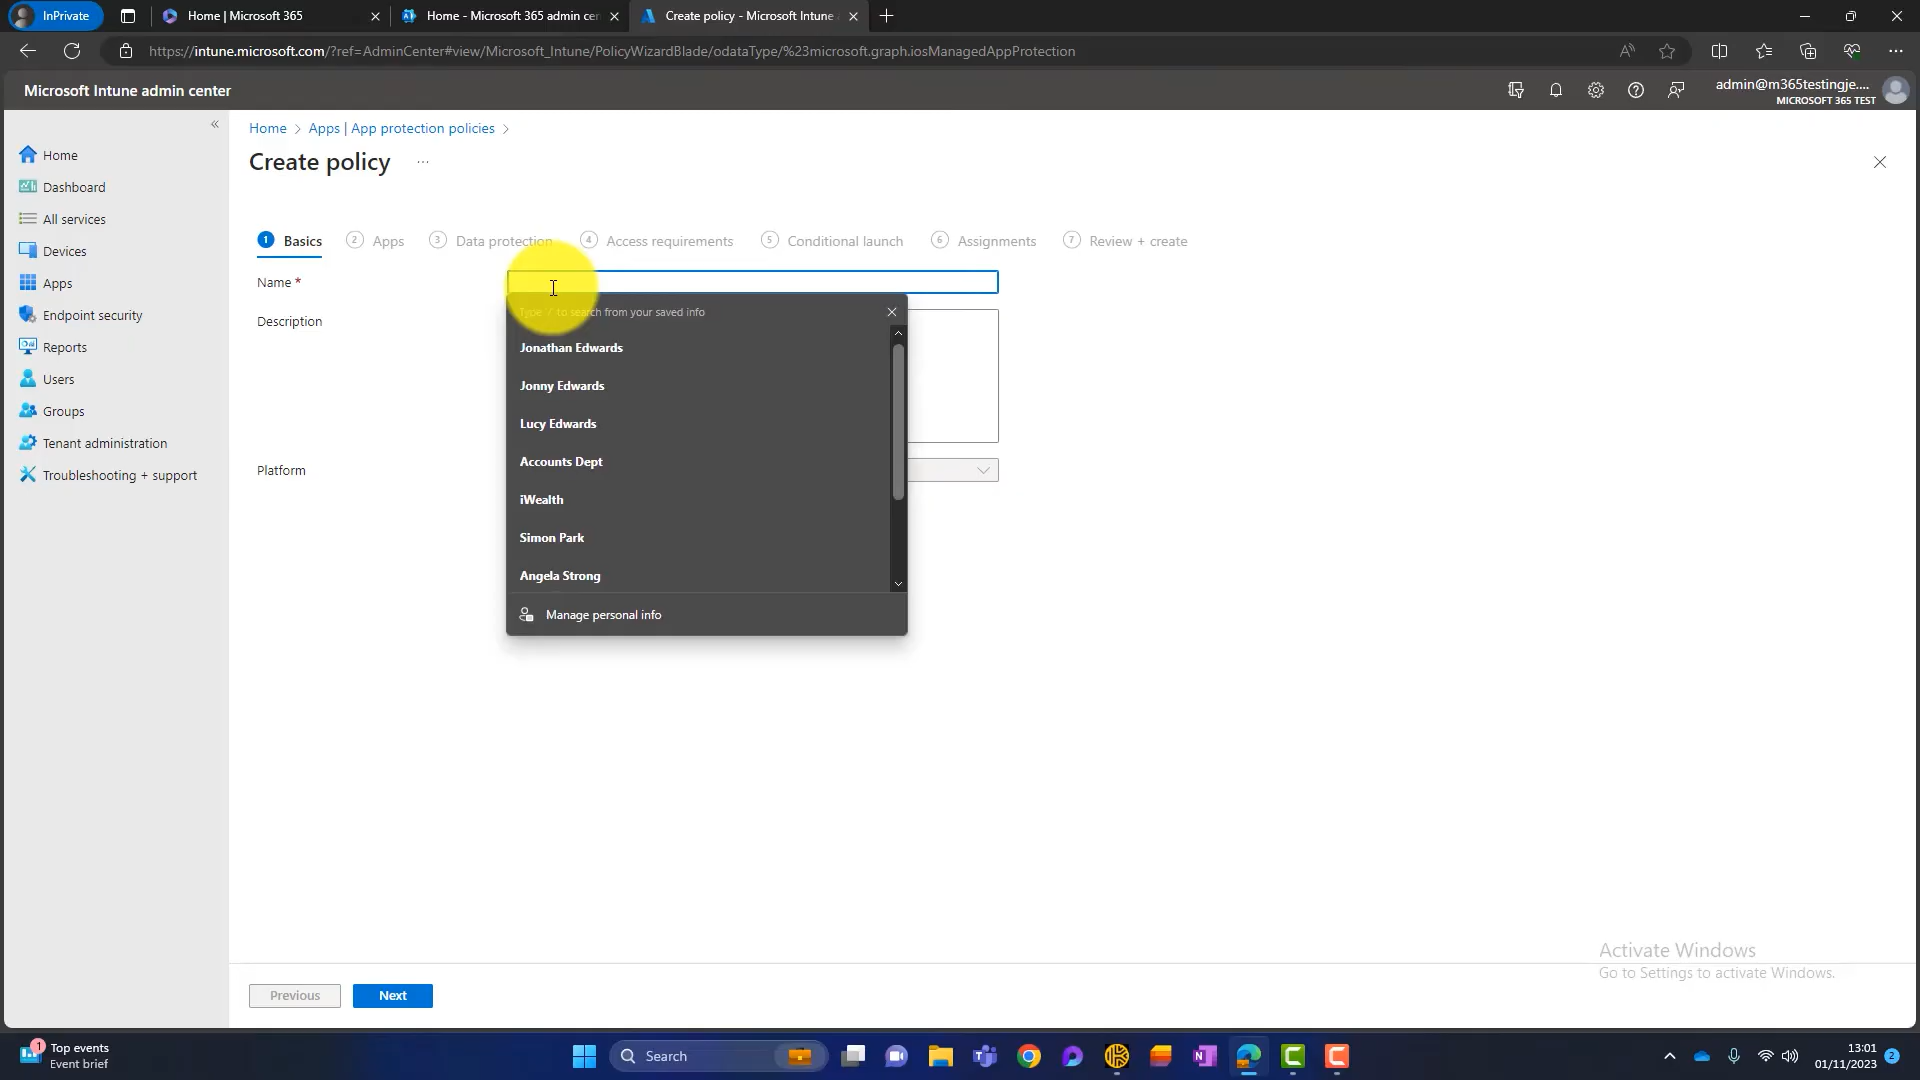 InPrivate
Home | Microsoft 365
Home - Microsoft 365 admin cen
Create policy - Microsoft Intune
https://intune.microsoft.com/?ref=AdminCenter#view/Microsoft_Intune/PolicyWizardBlade/odataType/%23microsoft.graph.iosManagedAppProtection
Microsoft Intune admin center
admin@m365testingje....
MICROSOFT 365 TEST
Home
Dashboard
All services
Devices
Apps
Endpoint security
Reports
Users
Groups
Tenant administration
Troubleshooting + support
Home > Apps | App protection policies >
Create policy ...
1 Basics
2 Apps
3 Data protection
4 Access requirements
5 Conditional launch
6 Assignments
7 Review + create
Name *
Type '/' to search from your saved info
Description
Jonathan Edwards
Jonny Edwards
Lucy Edwards
Accounts Dept
Platform
iWealth
Simon Park
Angela Strong
Manage personal info
Activate Windows
Go to Settings to activate Windows.
Previous
Next
1
Top events
Event brief
Search
13:01
01/11/2023
2